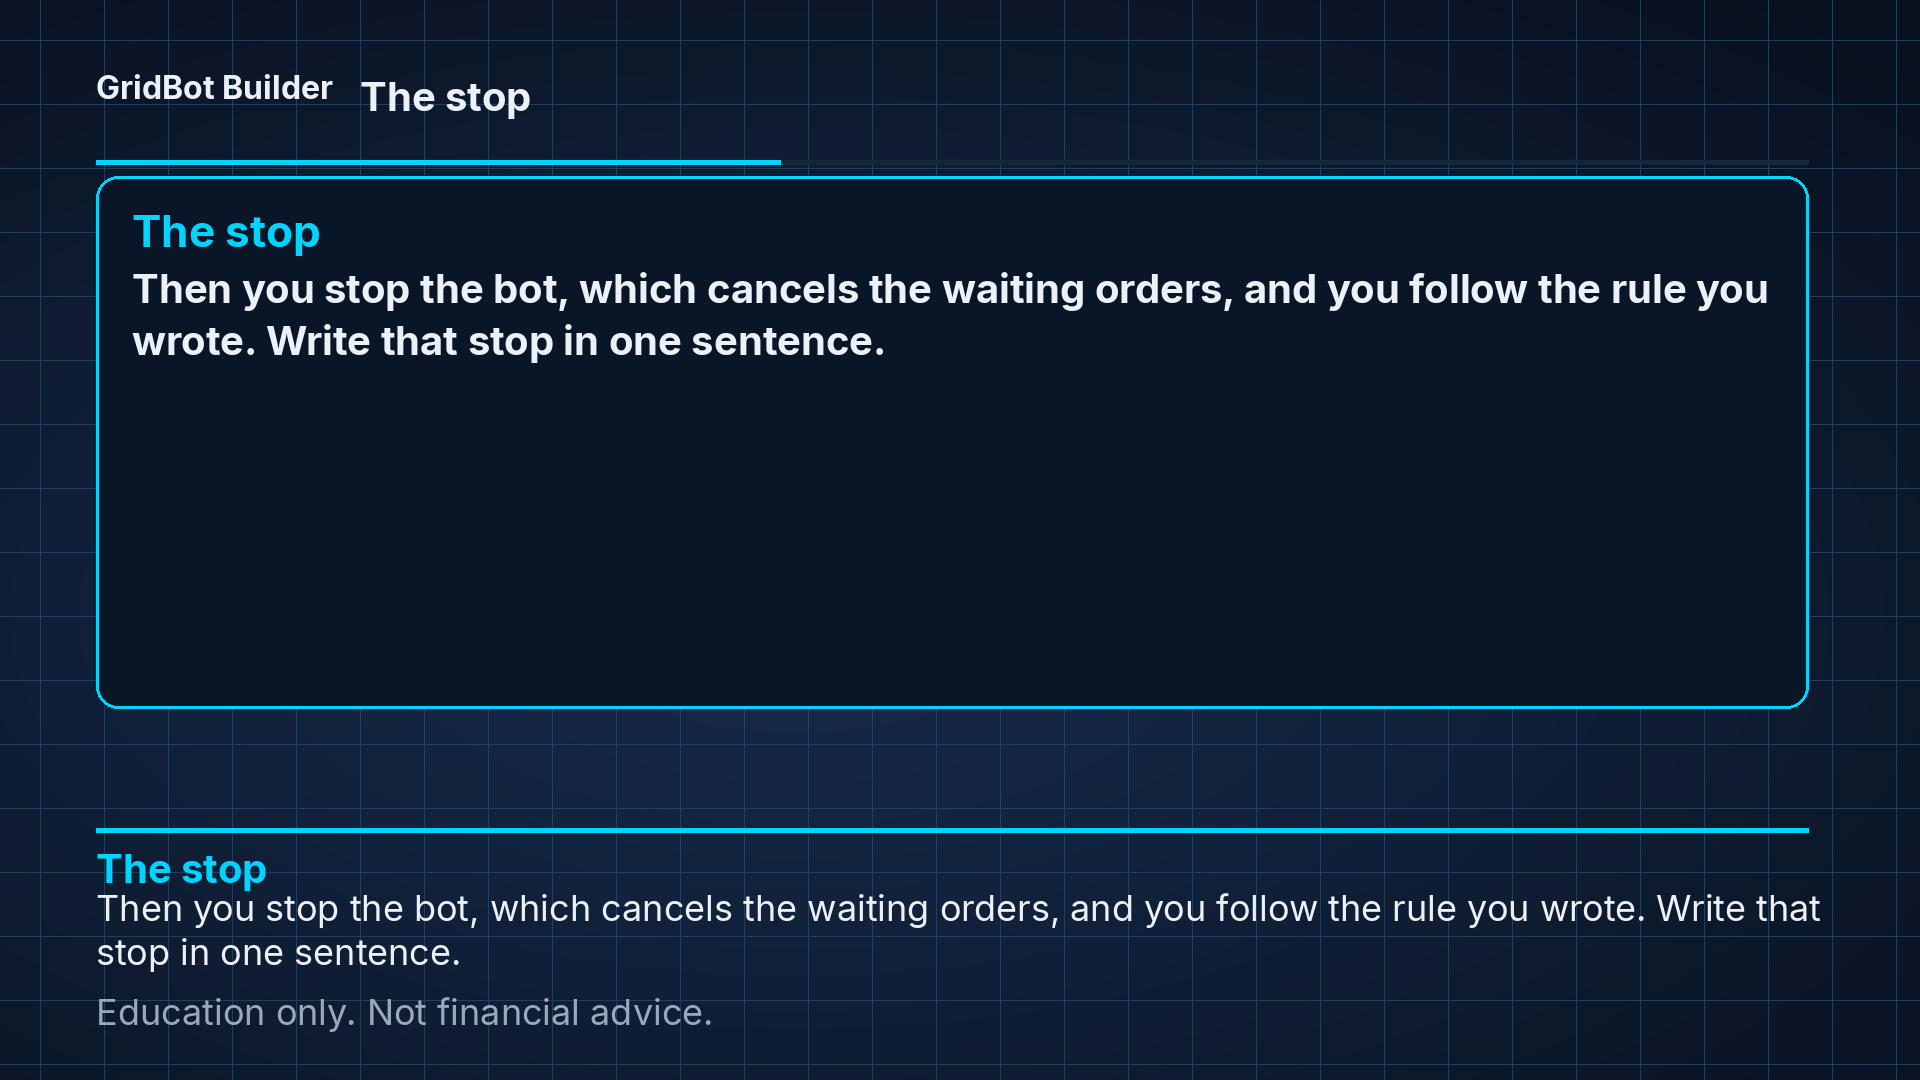 GridBot Builder The stop
The stop
Then you stop the bot, which cancels the waiting orders, and you follow the rule you
wrote. Write that stop in one sentence.
The stop
Then you stop the bot, which cancels the waiting orders, and you follow the rule you wrote. Write that
stop in one sentence.
Education only. Not financial advice.